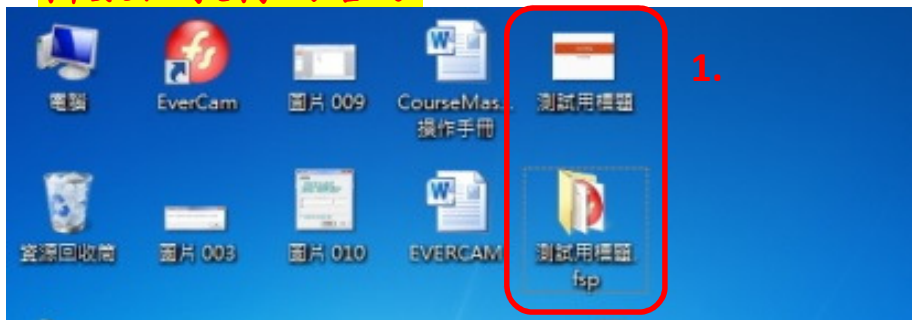 電腦
EverCam
圖片 009
CourseMas...
操作手冊
測試用標題
1.
資源回收筒
圖片 003
圖片 010
EVERCAM
測試用標題.
fsp